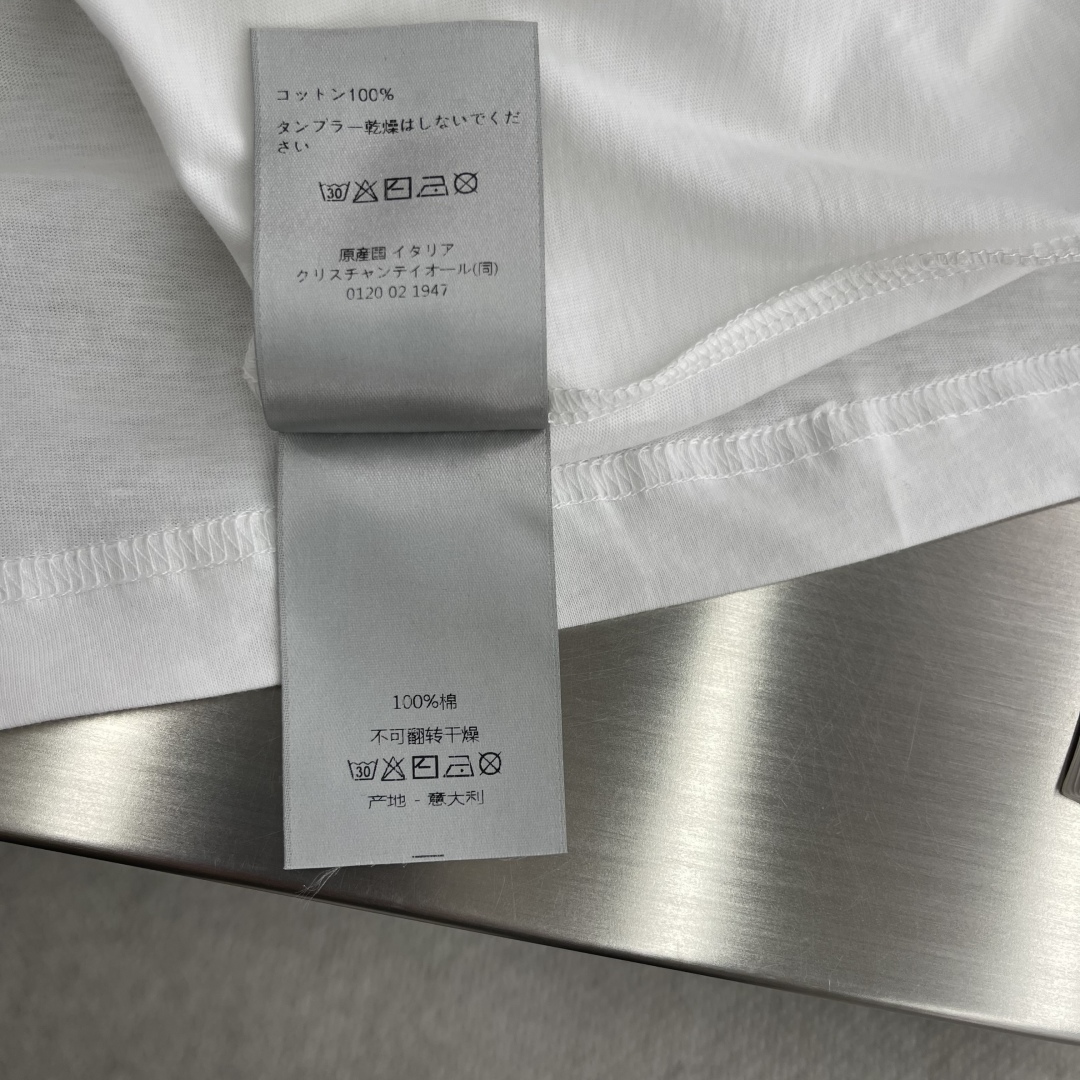 コットン100%
タンブラー乾燥はしないでくだ
さい
30
原産国 イタリア
クリスチャンテイオール(同)
0120 02 1947
100%棉
不可翻转干燥
30
产地 - 意大利